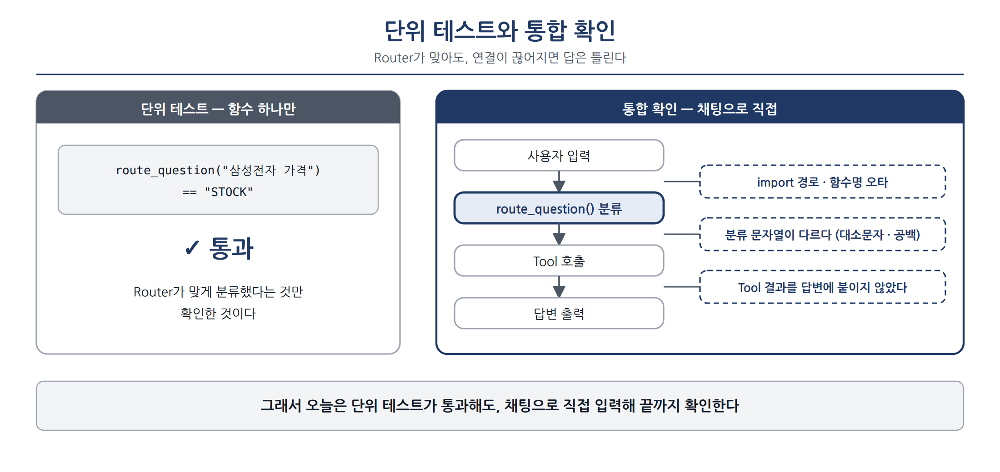 단위 테스트와 통합 확인
Router가 맞아도, 연결이 끊어지면 답은 틀린다
단위 테스트 — 함수 하나만
route_question("삼성전자 가격")
== "STOCK"
✓ 통과
Router가 맞게 분류했다는 것만
확인한 것이다
통합 확인 — 채팅으로 직접
사용자 입력
import 경로 · 함수명 오타
route_question() 분류
분류 문자열이 다르다 (대소문자 · 공백)
Tool 호출
Tool 결과를 답변에 붙이지 않았다
답변 출력
그래서 오늘은 단위 테스트가 통과해도, 채팅으로 직접 입력해 끝까지 확인한다